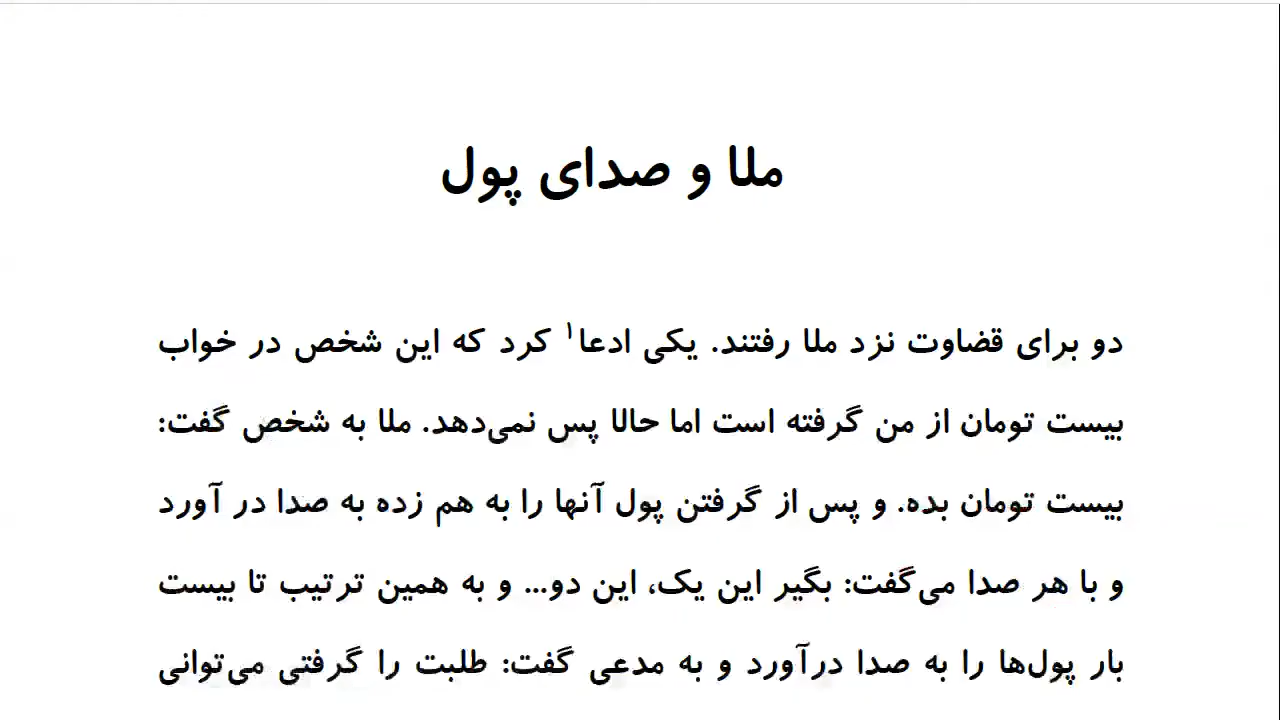 ملا و صدای پول
دو برای قضاوت نزد ملا رفتند. یکی ادعا۱ کرد که این شخص در خواب
بیست تومان از من گرفته است اما حالا پس نمی‌دهد. ملا به شخص گفت:
بیست تومان بده. و پس از گرفتن پول آنها را به هم زده به صدا در آورد
و با هر صدا می‌گفت: بگیر این یک، این دو... و به همین ترتیب تا بیست
بار پول‌ها را به صدا درآورد و به مدعی گفت: طلبت را گرفتی می‌توانی